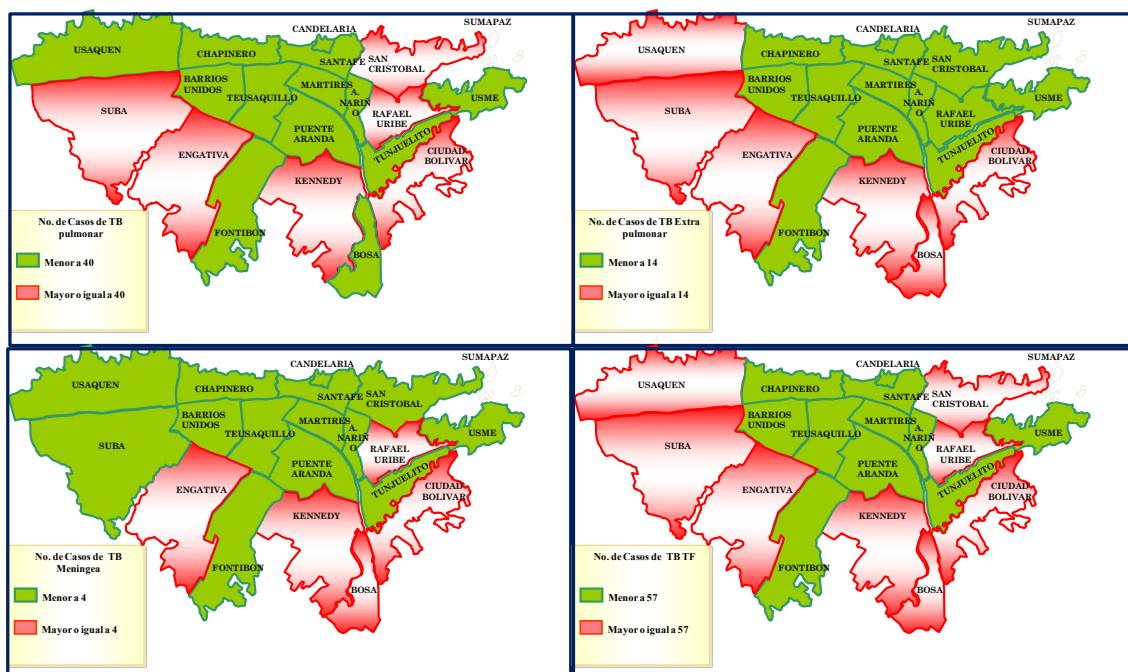 CANDELARIA
SUMAPAZ
USAQUEN
CHAPINERO
SANTAFE
SAN
CRISTOBAL
BARRIOS
UNIDOS
TEUSAQUILLO
MARTIRES
A.
NARIÑ
O
USME
SUBA
RAFAEL
URIBE
PUENTE
ARANDA
TUNJUELITO
ENGATIVA
CIUDAD
BOLIVAR
KENNEDY
FONTIBON
BOSA
No. de Casos de TB
pulmonar
Menor a 40
Mayor o igual a 40
CANDELARIA
SUMAPAZ
USAQUEN
CHAPINERO
SANTAFE
SAN
CRISTOBAL
BARRIOS
UNIDOS
TEUSAQUILLO
MARTIRES
A.
NARIÑ
O
USME
SUBA
RAFAEL
URIBE
PUENTE
ARANDA
TUNJUELITO
ENGATIVA
CIUDAD
BOLIVAR
KENNEDY
FONTIBON
BOSA
No. de Casos de TB Extra
pulmonar
Menor a 14
Mayor o igual a 14
CANDELARIA
SUMAPAZ
USAQUEN
CHAPINERO
SANTAFE
SAN
CRISTOBAL
BARRIOS
UNIDOS
TEUSAQUILLO
MARTIRES
A.
NARIÑ
O
USME
SUBA
RAFAEL
URIBE
PUENTE
ARANDA
TUNJUELITO
ENGATIVA
CIUDAD
BOLIVAR
KENNEDY
FONTIBON
BOSA
No. de Casos de TB
Meningea
Menor a 4
Mayor o igual a 4
CANDELARIA
SUMAPAZ
USAQUEN
CHAPINERO
SANTAFE
SAN
CRISTOBAL
BARRIOS
UNIDOS
TEUSAQUILLO
MARTIRES
A.
NARIÑ
O
USME
SUBA
RAFAEL
URIBE
PUENTE
ARANDA
TUNJUELITO
ENGATIVA
CIUDAD
BOLIVAR
KENNEDY
FONTIBON
BOSA
No. de Casos de TB TF
Menor a 57
Mayor o igual a 57